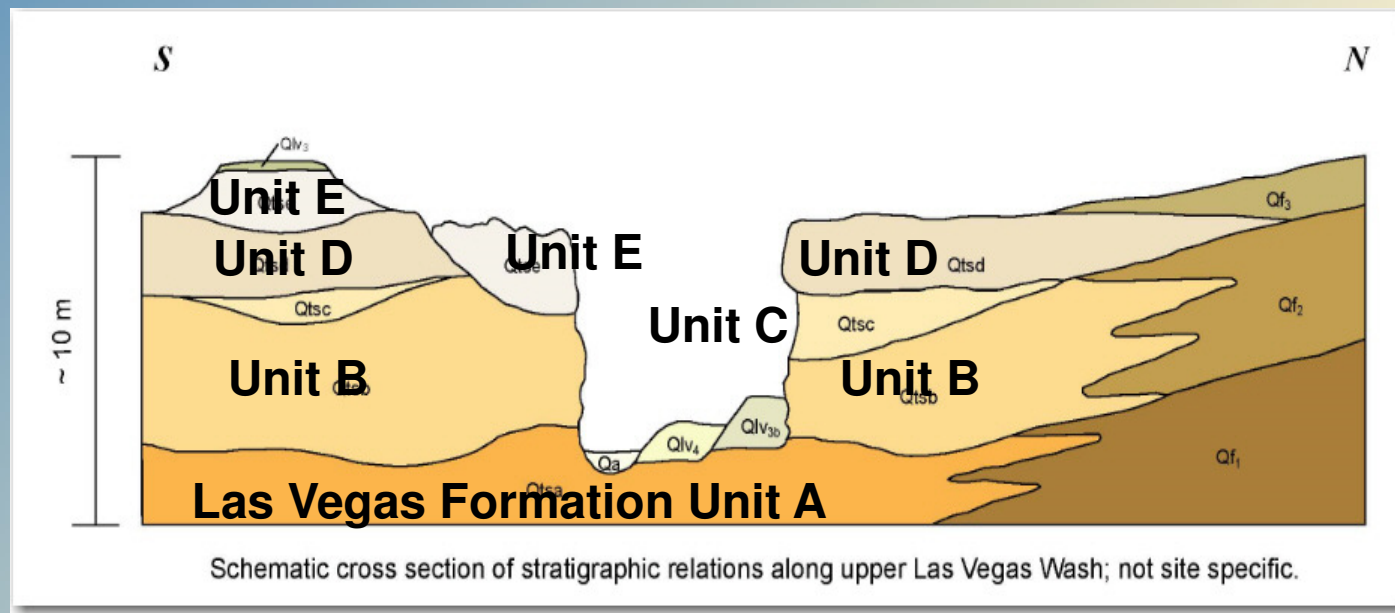 S
N
Qlv3
Unit E
Qf3
Unit D
Unit E
Qtse
Unit D
Qtsd
Qtsc
Unit C
Qtsc
Qf2
~ 10 m
Unit B
Unit B
Qtsb
Qtsb
Qlv3b
Qlv4
Qa
Qf1
Las Vegas Formation Unit A
Qtsa
Schematic cross section of stratigraphic relations along upper Las Vegas Wash; not site specific.